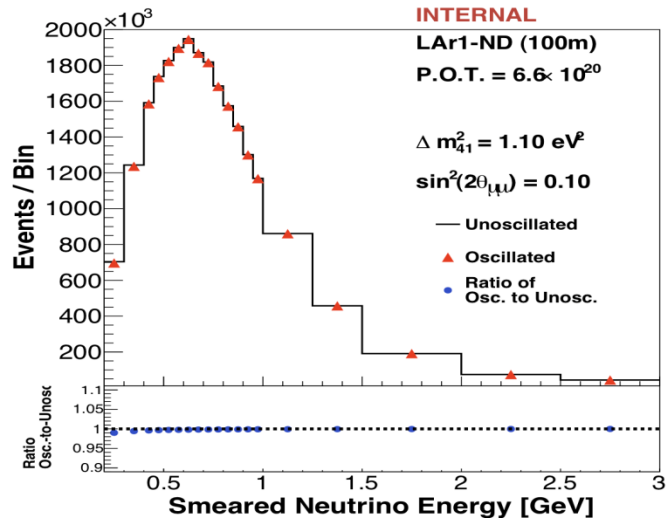 INTERNAL
×10³
LAr1-ND (100m)
P.O.T. = 6.6× 10²⁰
Δ m²₄₁ = 1.10 eV²
sin²(2θ_μμ) = 0.10
Unoscillated
Oscillated
Ratio of
Osc. to Unosc.
Events / Bin
2000
1800
1600
1400
1200
1000
800
600
400
200
Ratio
Osc.-to-Unosc
1.1
1.05
1
0.95
0.9
0.5 1 1.5 2 2.5 3
Smeared Neutrino Energy [GeV]